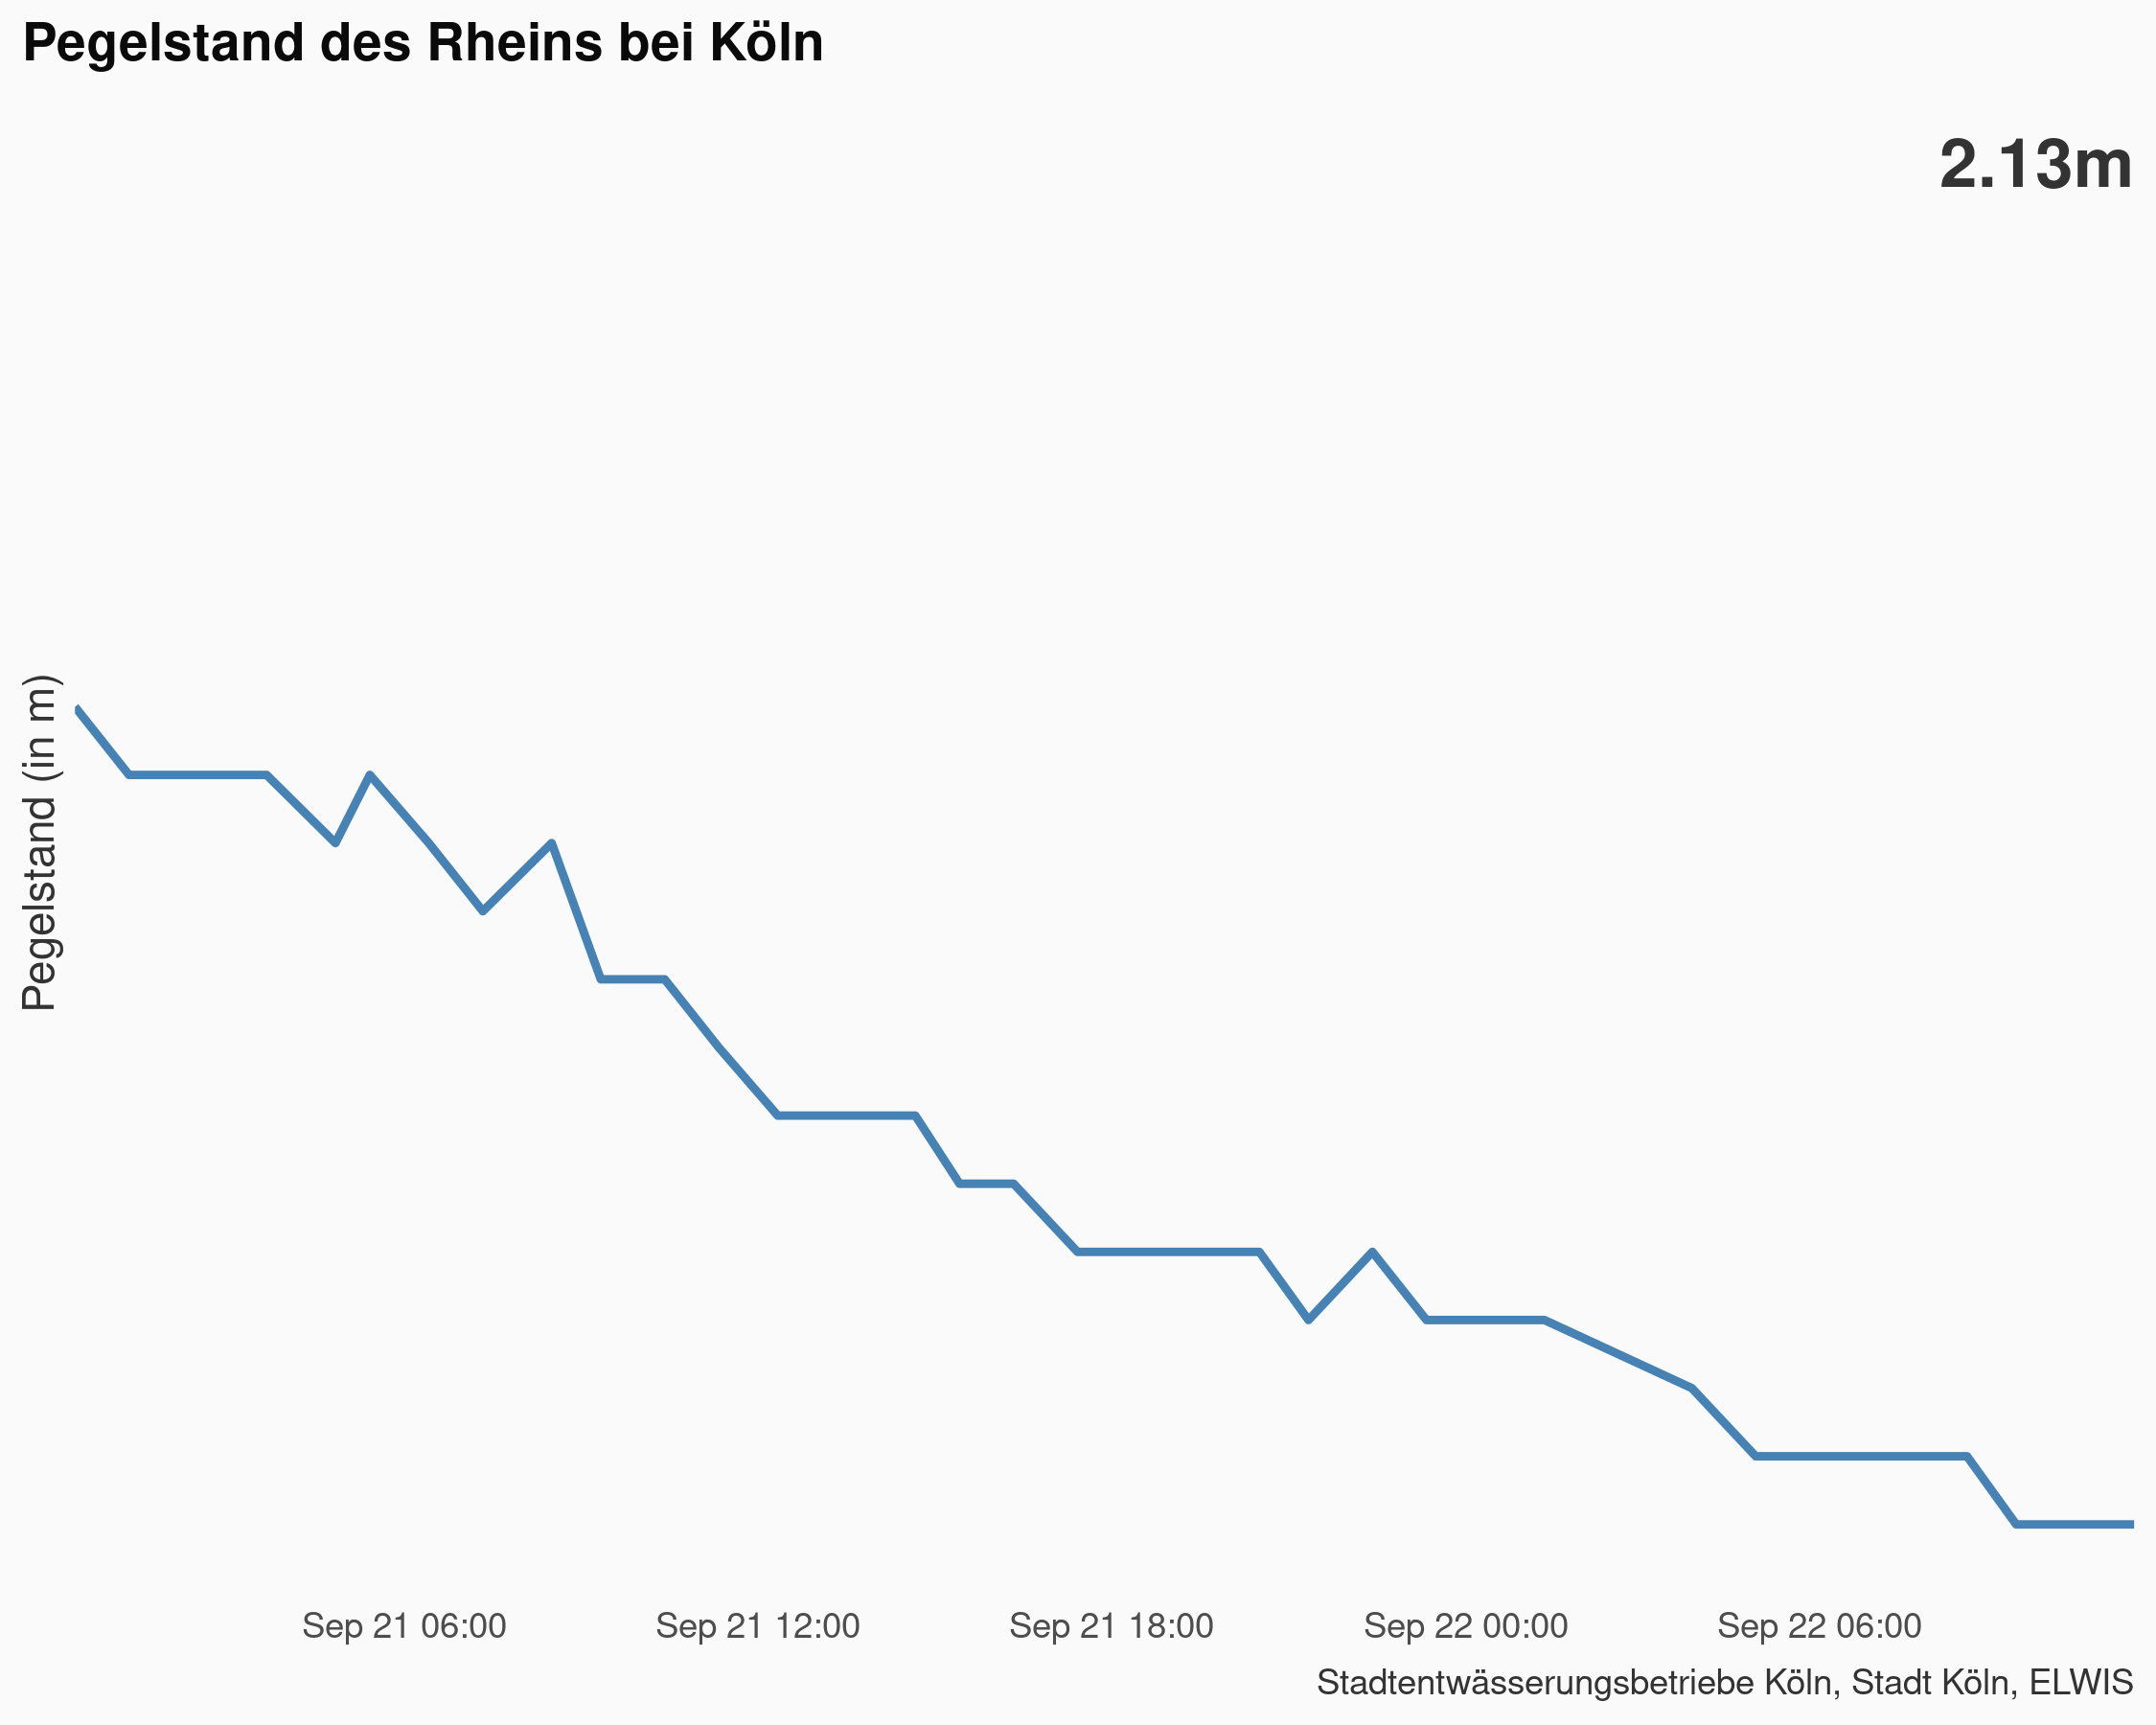 Pegelstand des Rheins bei Köln
2.13m
Pegelstand (in m)
Sep 21 06:00
Sep 21 12:00
Sep 21 18:00
Sep 22 00:00
Sep 22 06:00
Stadtentwässerungsbetriebe Köln, Stadt Köln, ELWIS